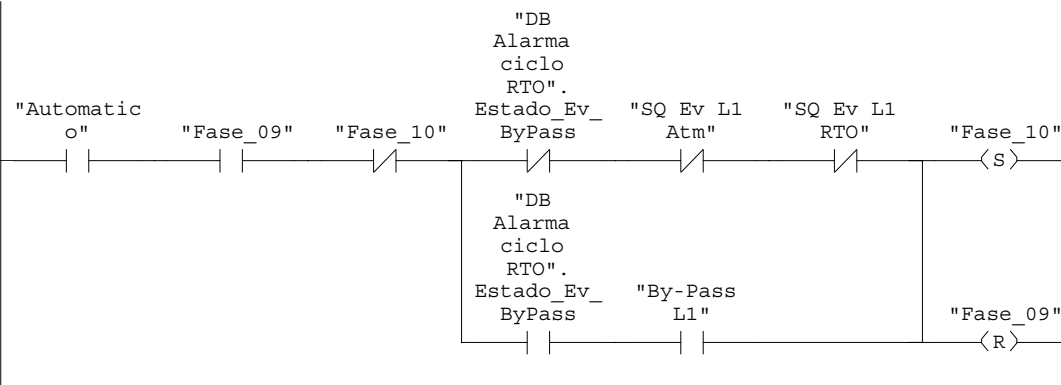 "DB
Alarma
ciclo
RTO".
Estado_Ev_
ByPass
"Automatic
o"
"Fase_09"
"Fase_10"
"SQ Ev L1
Atm"
"SQ Ev L1
RTO"
"Fase_10"
S
"DB
Alarma
ciclo
RTO".
Estado_Ev_
ByPass
"By-Pass
L1"
"Fase_09"
R